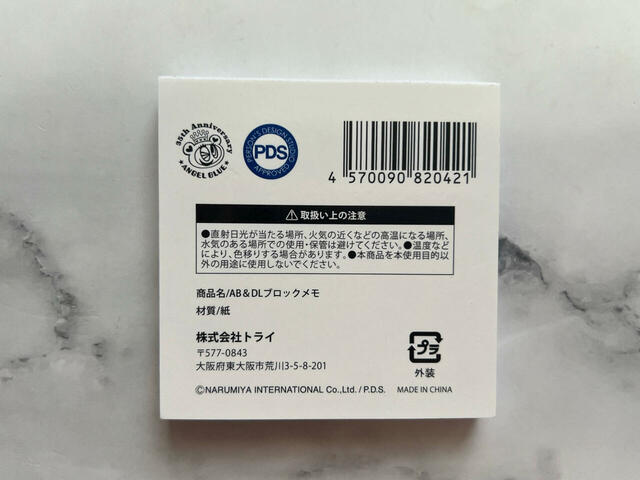 35th Anniversary
★ANGEL BLUE★
PERSON'S DESIGN STUDIO
PDS
APPROVED
4 570090 820421
取扱い上の注意
●直射日光が当たる場所、火気の近くなどの高温になる場所、
水気のある場所での使用・保管は避けてください。●温度など
により、色移りする場合があります。●本商品を本使用目的以
外の用途に使用しないでください。
商品名/AB&DLブロックメモ
材質/紙
株式会社トライ
〒577-0843
大阪府東大阪市荒川3-5-8-201
プラ
外装
©NARUMIYA INTERNATIONAL Co.,Ltd. / P.D.S.
MADE IN CHINA